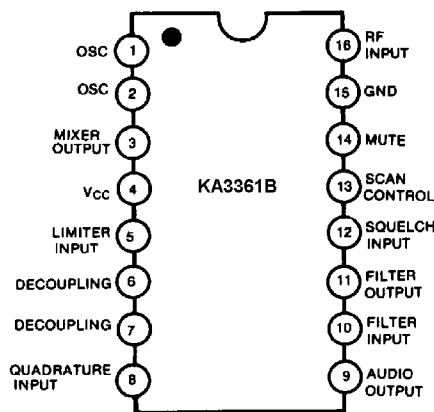 OSC 1
OSC 2
MIXER
OUTPUT 3
VCC 4
LIMITER
INPUT 5
DECOUPLING 6
DECOUPLING 7
QUADRATURE
INPUT 8
KA3361B
16 RF
INPUT
15 GND
14 MUTE
13 SCAN
CONTROL
12 SQUELCH
INPUT
11 FILTER
OUTPUT
10 FILTER
INPUT
9 AUDIO
OUTPUT